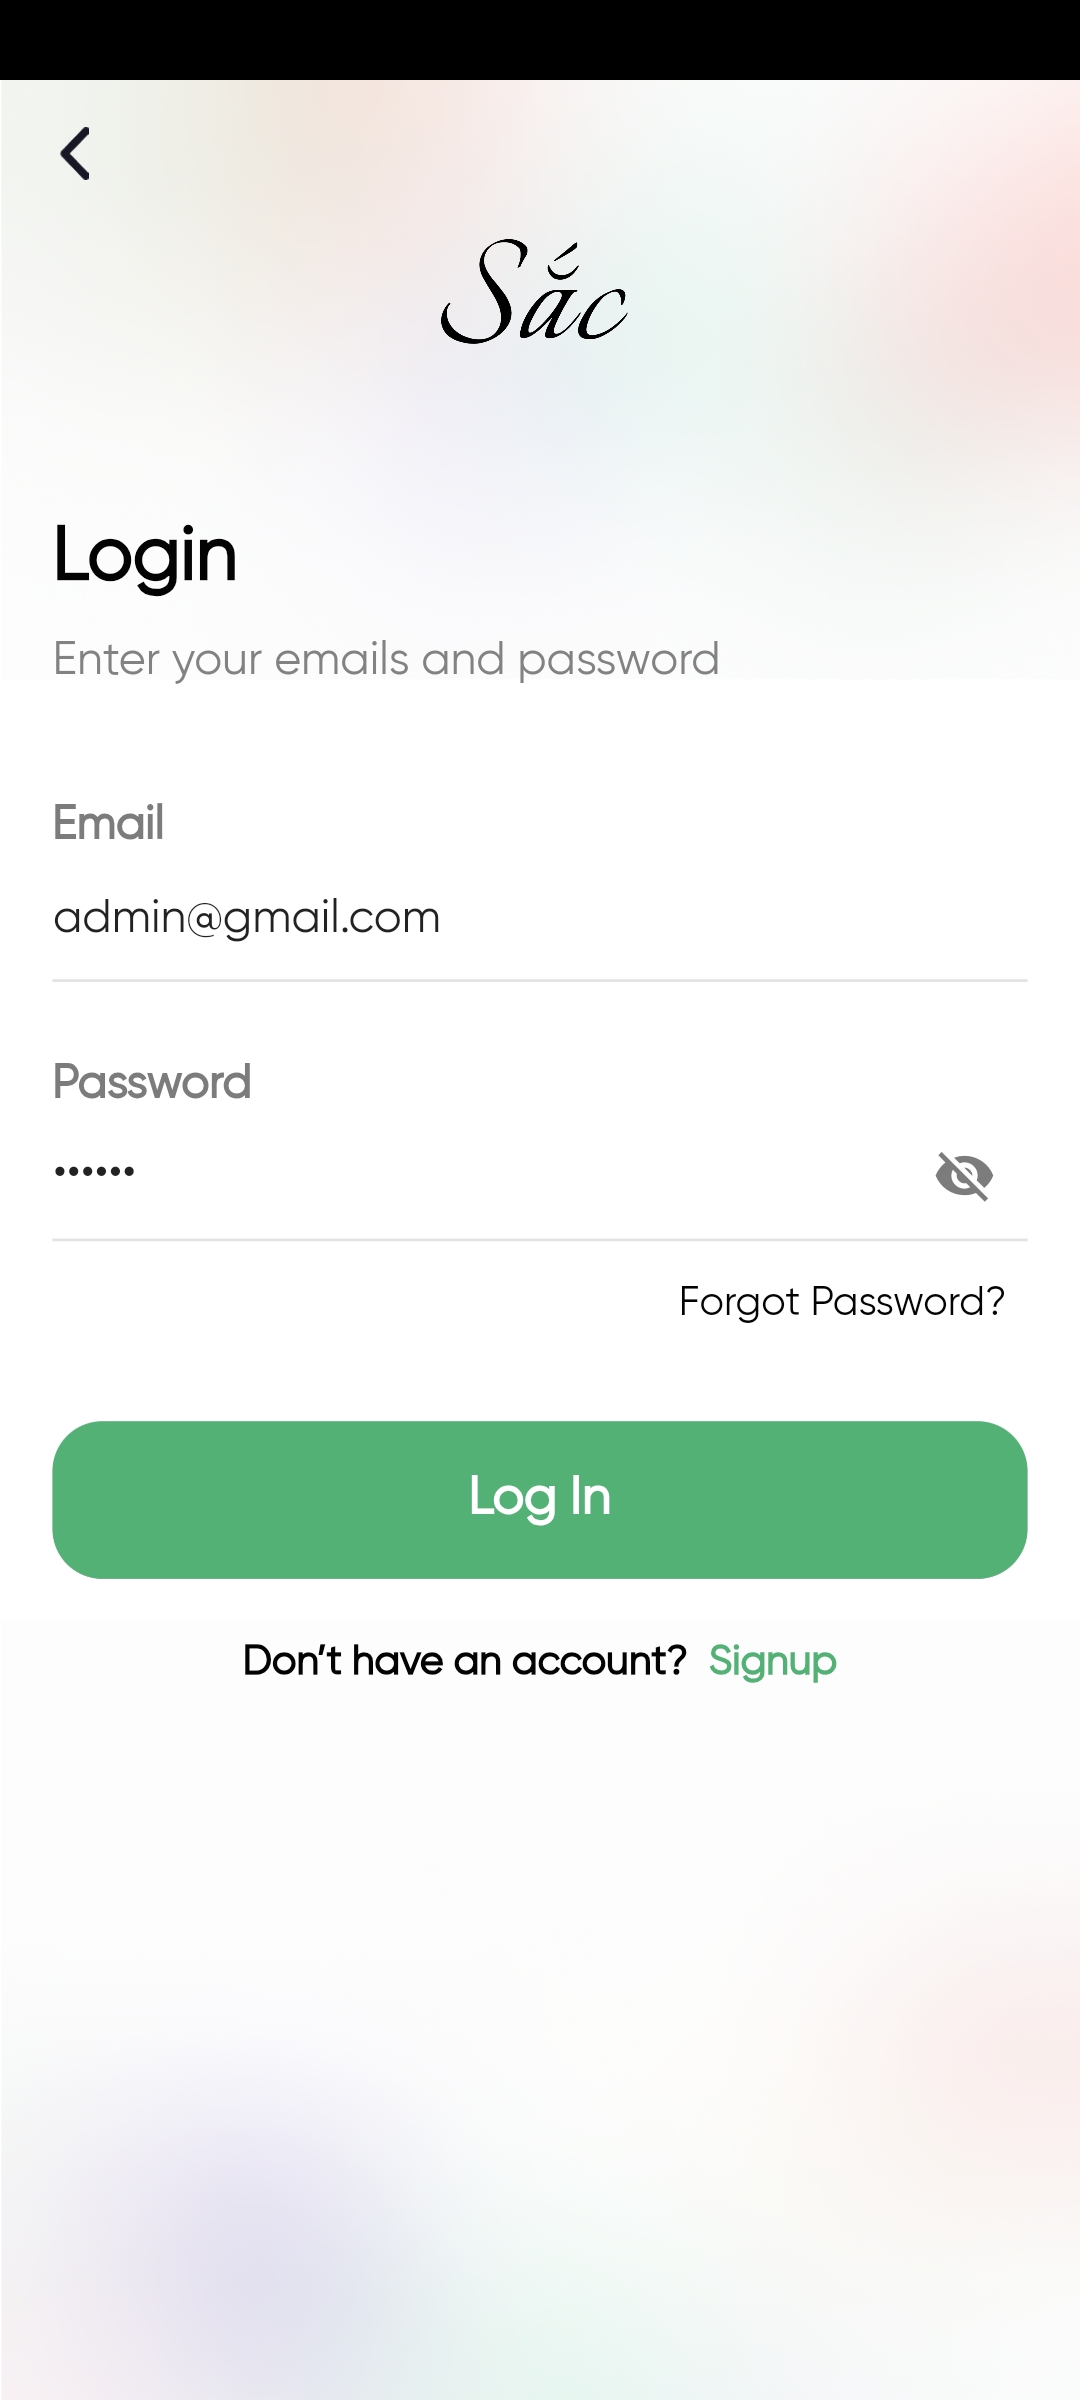 Sắc
Login
Enter your emails and password
Email
admin@gmail.com
Password
••••••
Forgot Password?
Log In
Don't have an account? Signup